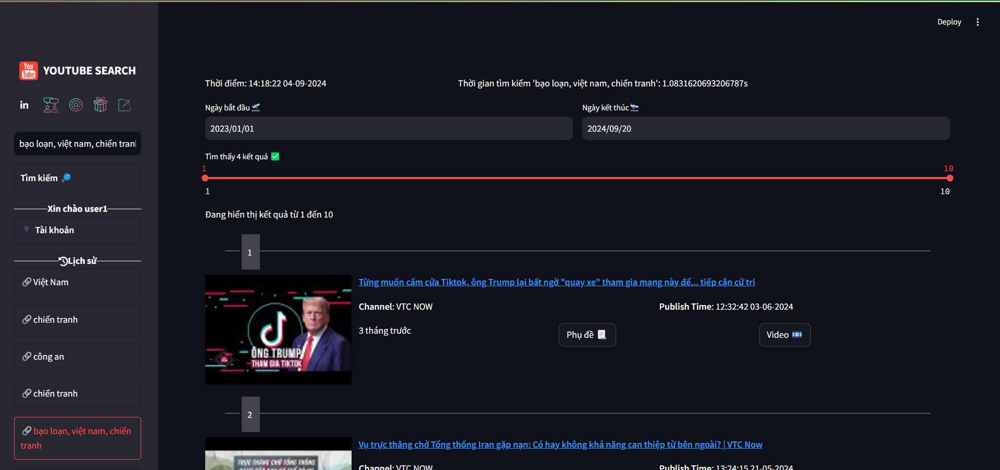 Deploy
You
Tube
YOUTUBE SEARCH
in
bạo loạn, việt nam, chiến tranh
Tìm kiếm
Xin chào user1
Tài khoản
Lịch sử
Việt Nam
chiến tranh
công an
chiến tranh
bạo loạn, việt nam, chiến
tranh
Thời điểm: 14:18:22 04-09-2024
Thời gian tìm kiếm 'bạo loạn, việt nam, chiến tranh': 1.0831620693206787s
Ngày bắt đầu
Ngày kết thúc
2023/01/01
2024/09/20
Tìm thấy 4 kết quả
1
10
1
10
Đang hiển thị kết quả từ 1 đến 10
1
ÔNG TRUMP
THAM GIA TIKTOK
Từng muốn cấm cửa Tiktok, ông Trump lại bất ngờ "quay xe" tham gia mạng này để... tiếp cận cử tri
Channel: VTC NOW
Publish Time: 12:32:42 03-06-2024
3 tháng trước
Phụ đề
Video
2
TRỰC THĂNG CHỞ TỔNG THỐNG
Vụ trực thăng chở Tổng thống Iran gặp nạn: Có hay không khả năng can thiệp từ bên ngoài? | VTC Now
Channel: VTC NOW
Publish Time: 13:24:15 21-05-2024